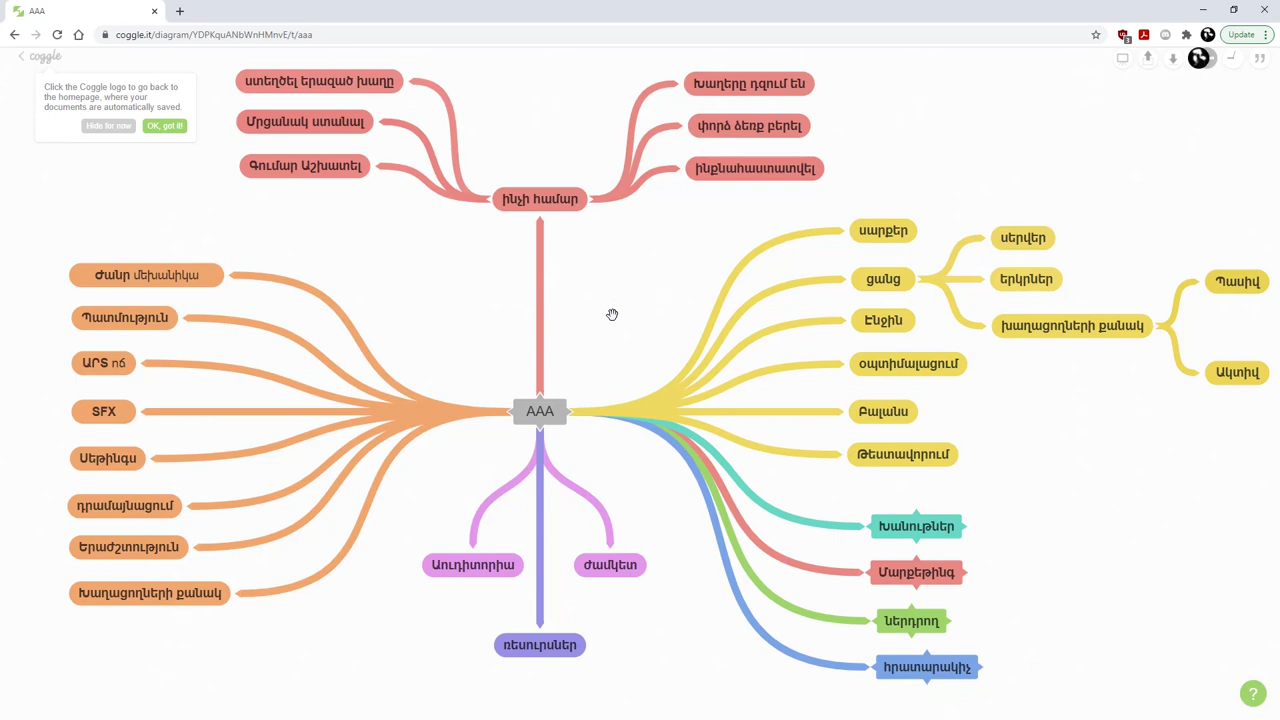 AAA
coggle.it/diagram/YDPKquANbWnHMnvE/t/aaa
3
Update
coggle
Click the Coggle logo to go back to
the homepage, where your
documents are automatically saved.
Hide for now
OK, got it!
ստեղծել երազած խաղը
Մրցանակ ստանալ
Գումար Աշխատել
խաղերը դզում են
փորձ ձեռք բերել
ինքնահաստատվել
ինչի համար
Ժանր մեխանիկա
Պատմություն
ԱՐՏ ոճ
SFX
Սեթինգս
դրամայնացում
Երաժշտություն
Խաղացողների քանակ
AAA
սարքեր
ցանց
սերվեր
երկրներ
խաղացողների քանակ
Պասիվ
Ակտիվ
Էնջին
օպտիմալացում
Բալանս
Թեստավորում
Աուդիտորիա
ժամկետ
ռեսուրսներ
Խանութներ
Մարքեթինգ
ներդրող
հրատարակիչ
?